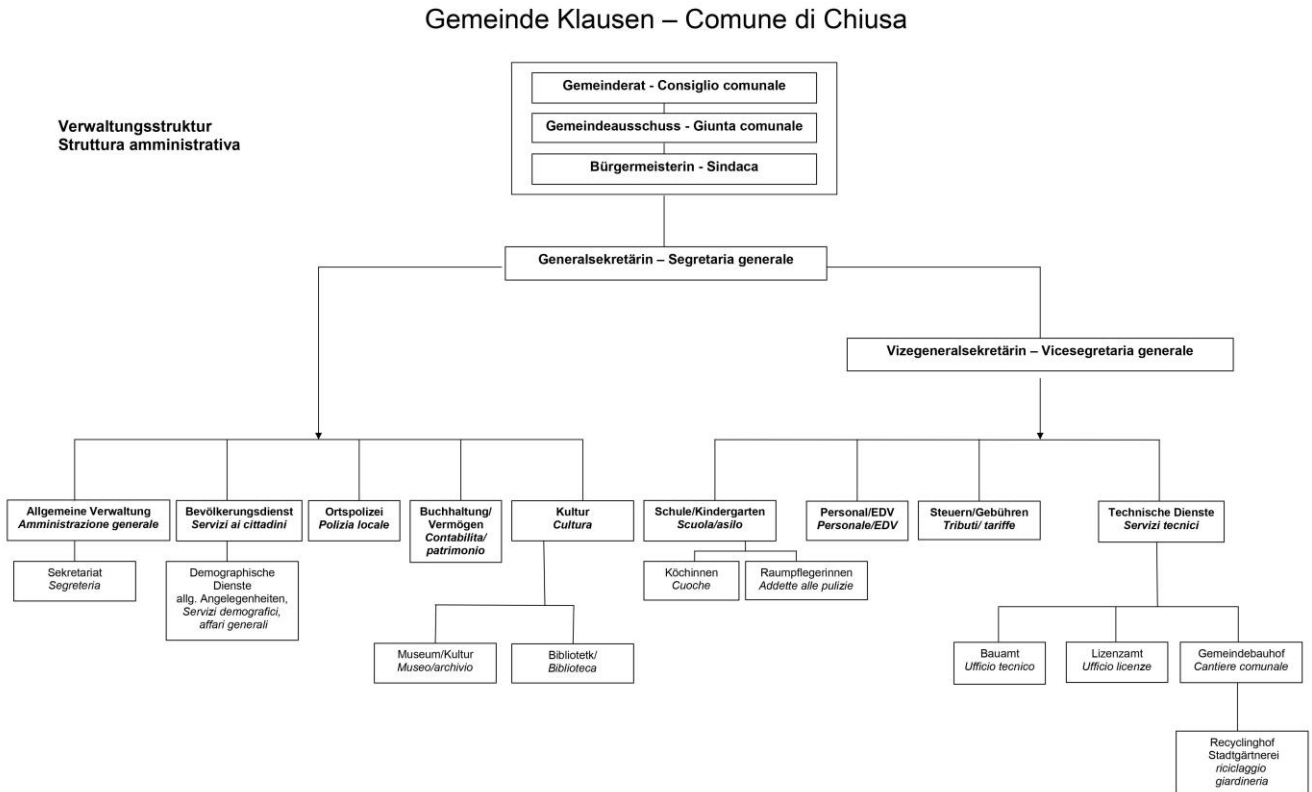 Gemeinde Klausen – Comune di Chiusa
Gemeinderat - Consiglio comunale
Verwaltungsstruktur
Struttura amministrativa
Gemeindeausschuss - Giunta comunale
Bürgermeisterin - Sindaca
Generalsekretärin – Segretaria generale
Vizegeneralsekretärin – Vicesegretaria generale
Allgemeine Verwaltung
Amministrazione generale
Bevölkerungsdienst
Servizi ai cittadini
Ortspolizei
Polizia locale
Buchhaltung/
Vermögen
Contabilita/
patrimonio
Kultur
Cultura
Schule/Kindergarten
Scuola/asilo
Personal/EDV
Personale/EDV
Steuern/Gebühren
Tributi/ tariffe
Technische Dienste
Servizi tecnici
Sekretariat
Segreteria
Demographische
Dienste
allg. Angelegenheiten,
Servizi demografici,
affari generali
Köchinnen
Cuoche
Raumpflegerinnen
Addette alle pulizie
Museum/Kultur
Museo/archivio
Bibliotetk/
Biblioteca
Bauamt
Ufficio tecnico
Lizenzamt
Ufficio licenze
Gemeindebauhof
Cantiere comunale
Recyclinghof
Stadtgärtnerei
riciclaggio
giardineria